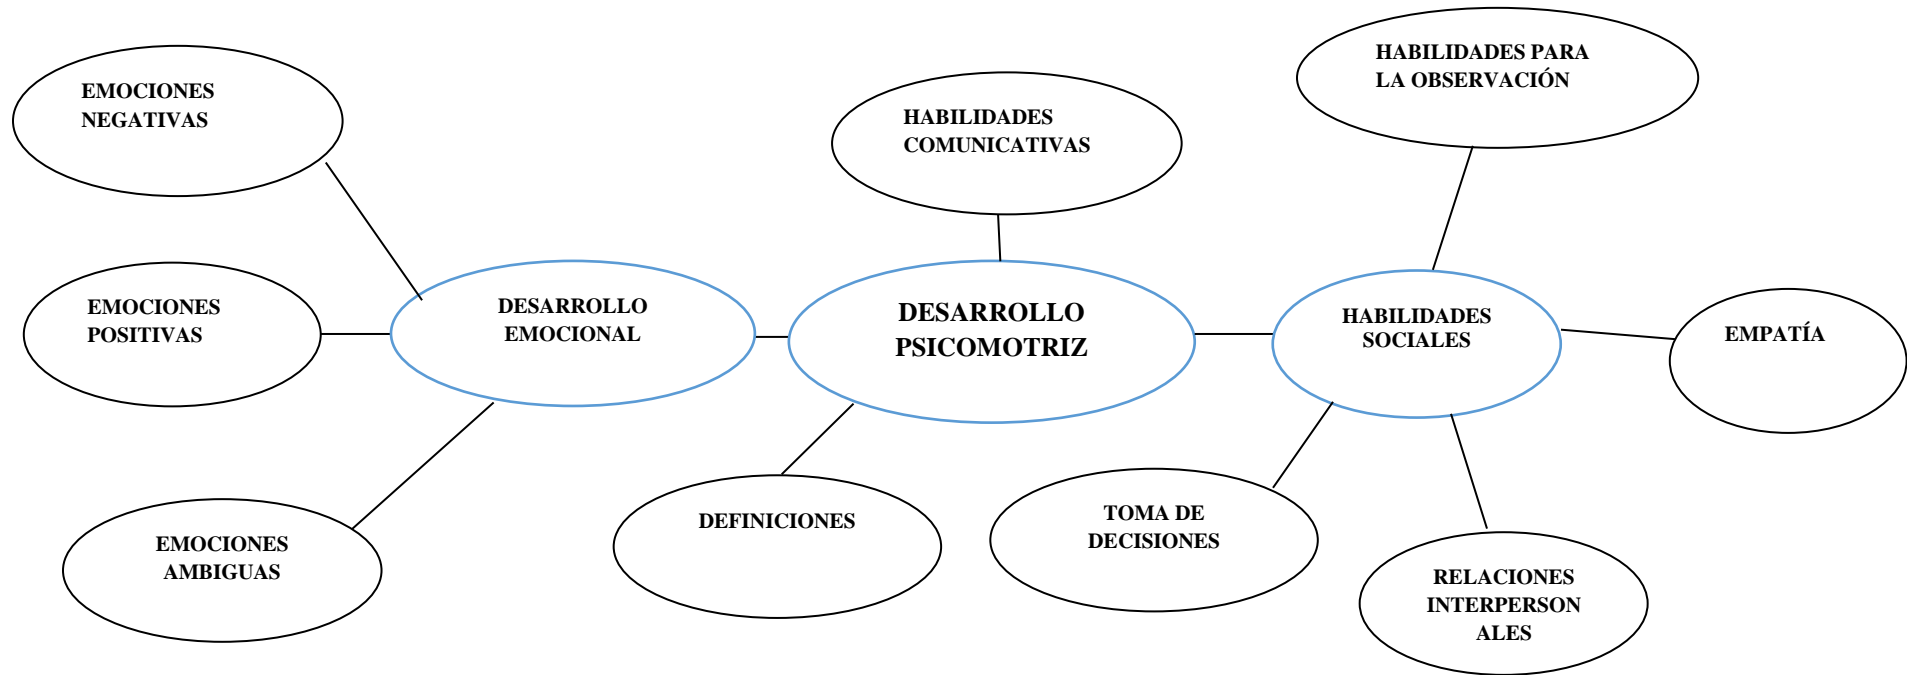 HABILIDADES PARA
LA OBSERVACIÓN
EMOCIONES
NEGATIVAS
HABILIDADES
COMUNICATIVAS
EMOCIONES
POSITIVAS
DESARROLLO
EMOCIONAL
DESARROLLO
PSICOMOTRIZ
HABILIDADES
SOCIALES
EMPATÍA
EMOCIONES
AMBIGUAS
DEFINICIONES
TOMA DE
DECISIONES
RELACIONES
INTERPERSON
ALES